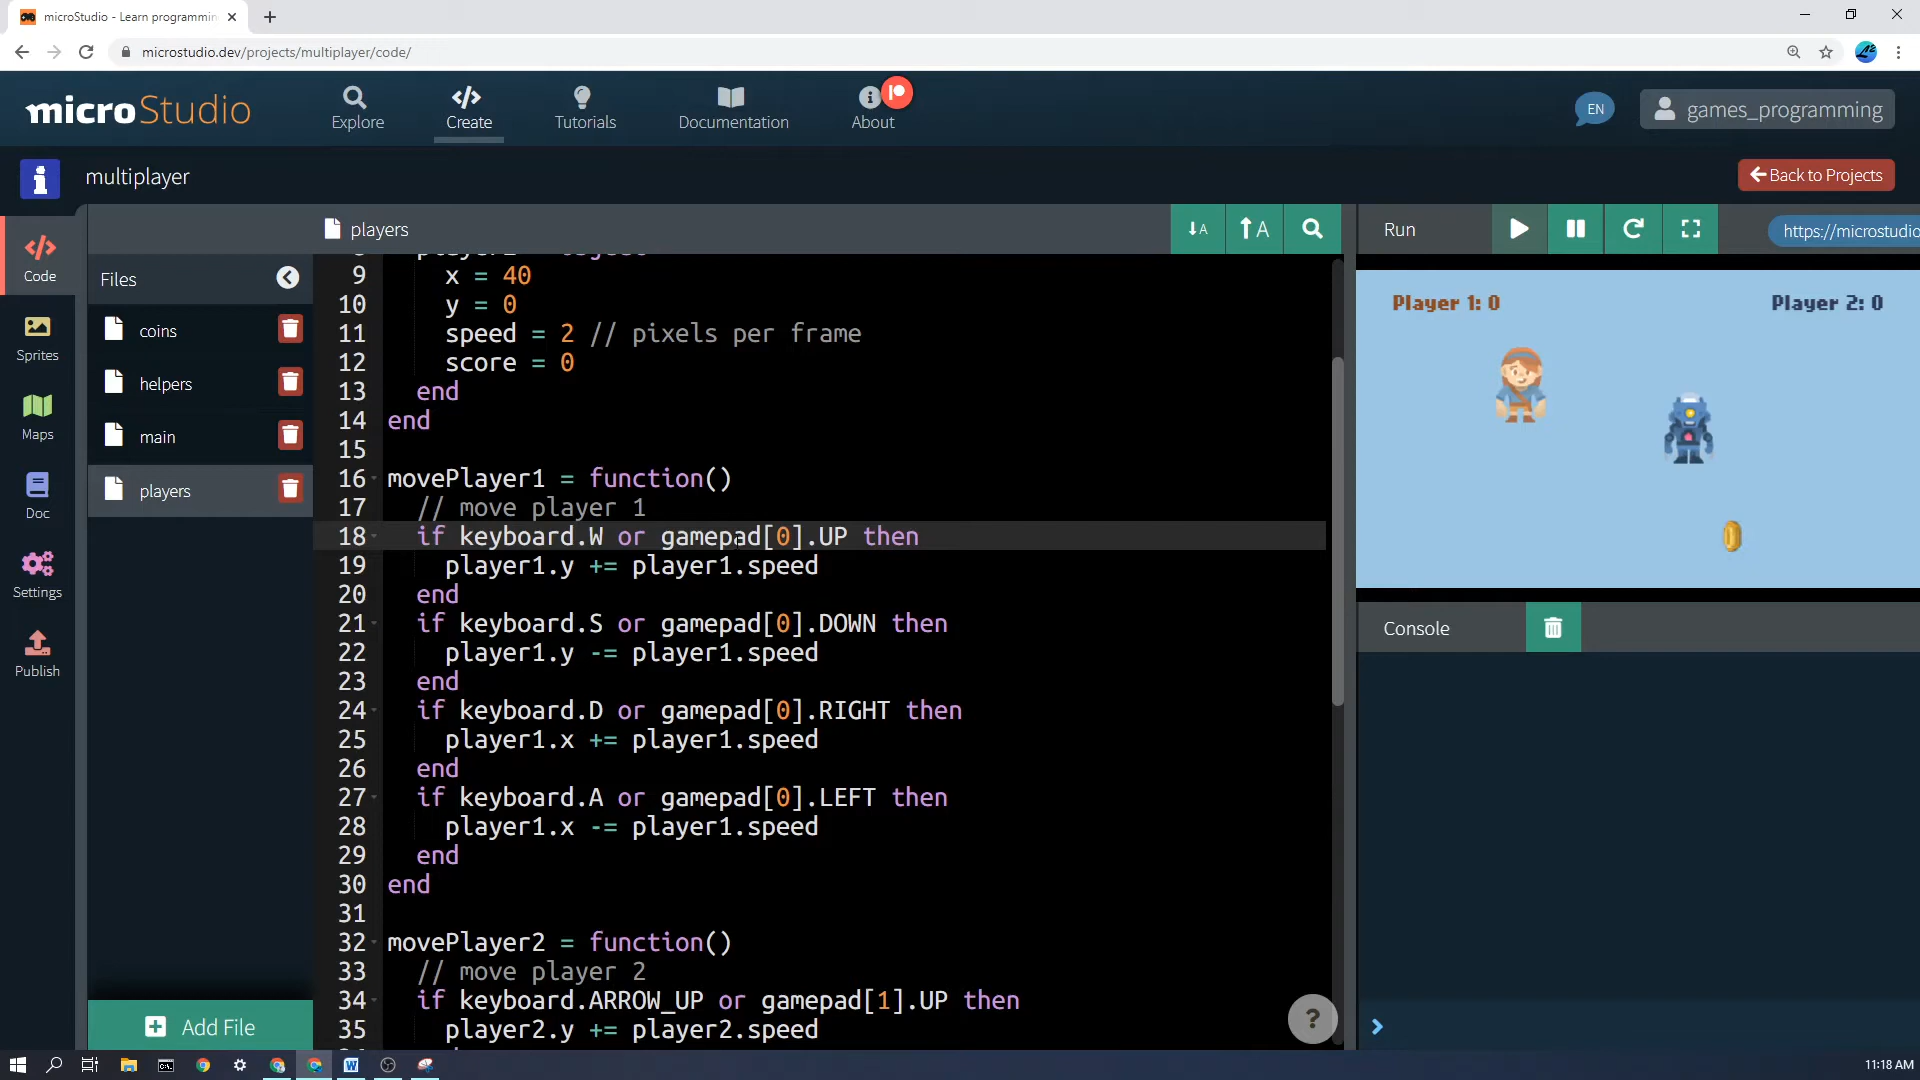 microStudio - Learn programmin
microstudio.dev/projects/multiplayer/code/
microStudio
Explore
Create
Tutorials
Documentation
About
EN
games_programming
multiplayer
Back to Projects
Code
Sprites
Maps
Doc
Settings
Publish
Files
coins
helpers
main
players
Add File
players
9 x = 40
10 y = 0
11 speed = 2 // pixels per frame
12 score = 0
13 end
14 end
15
16 movePlayer1 = function()
17 // move player 1
18 if keyboard.W or gamepad[0].UP then
19 player1.y += player1.speed
20 end
21 if keyboard.S or gamepad[0].DOWN then
22 player1.y -= player1.speed
23 end
24 if keyboard.D or gamepad[0].RIGHT then
25 player1.x += player1.speed
26 end
27 if keyboard.A or gamepad[0].LEFT then
28 player1.x -= player1.speed
29 end
30 end
31
32 movePlayer2 = function()
33 // move player 2
34 if keyboard.ARROW_UP or gamepad[1].UP then
35 player2.y += player2.speed
Run
https://microstudio
Player 1: 0
Player 2: 0
Console
11:18 AM